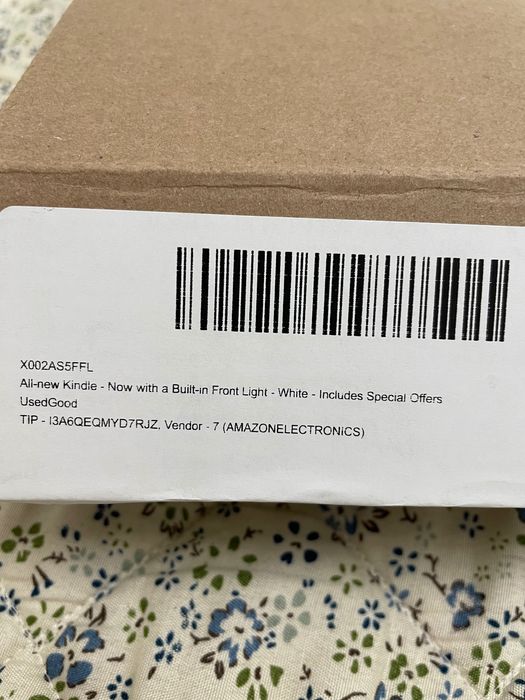 X002AS5FFL
All-new Kindle - Now with a Built-in Front Light - White - Includes Special Offers
UsedGood
TIP - I3A6QEQMYD7RJZ, Vendor - 7 (AMAZONELECTRONICS)